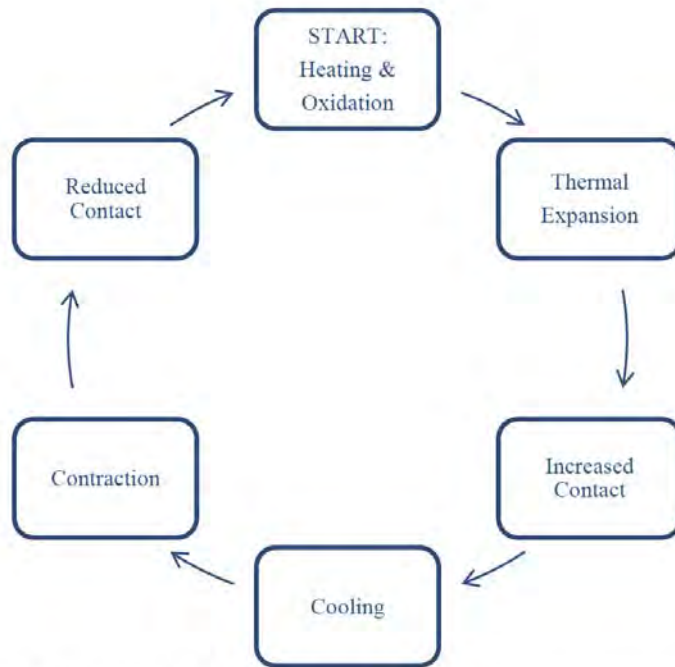 START:
Heating &
Oxidation
Thermal
Expansion
Increased
Contact
Cooling
Contraction
Reduced
Contact